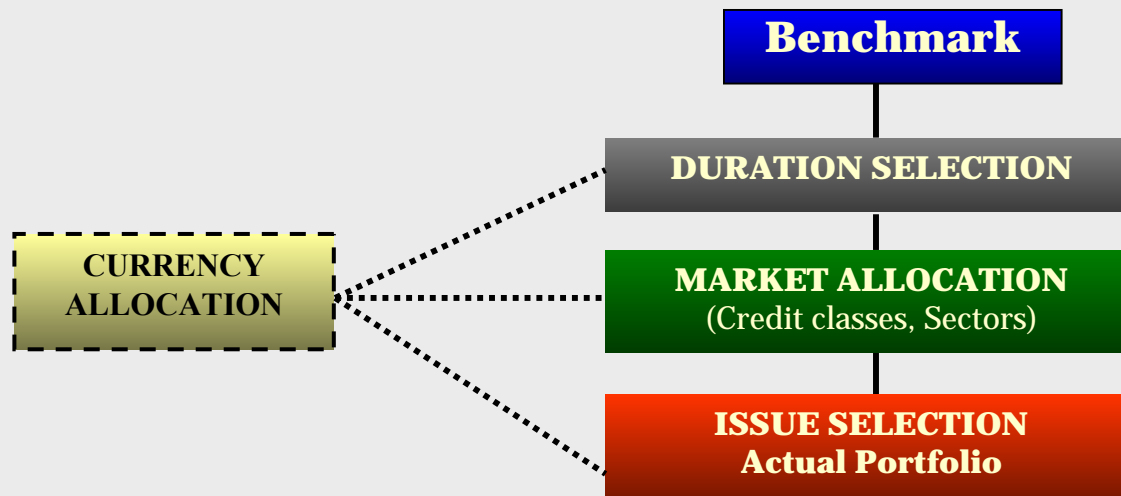 Benchmark
DURATION SELECTION
CURRENCY
ALLOCATION
MARKET ALLOCATION
(Credit classes, Sectors)
ISSUE SELECTION
Actual Portfolio